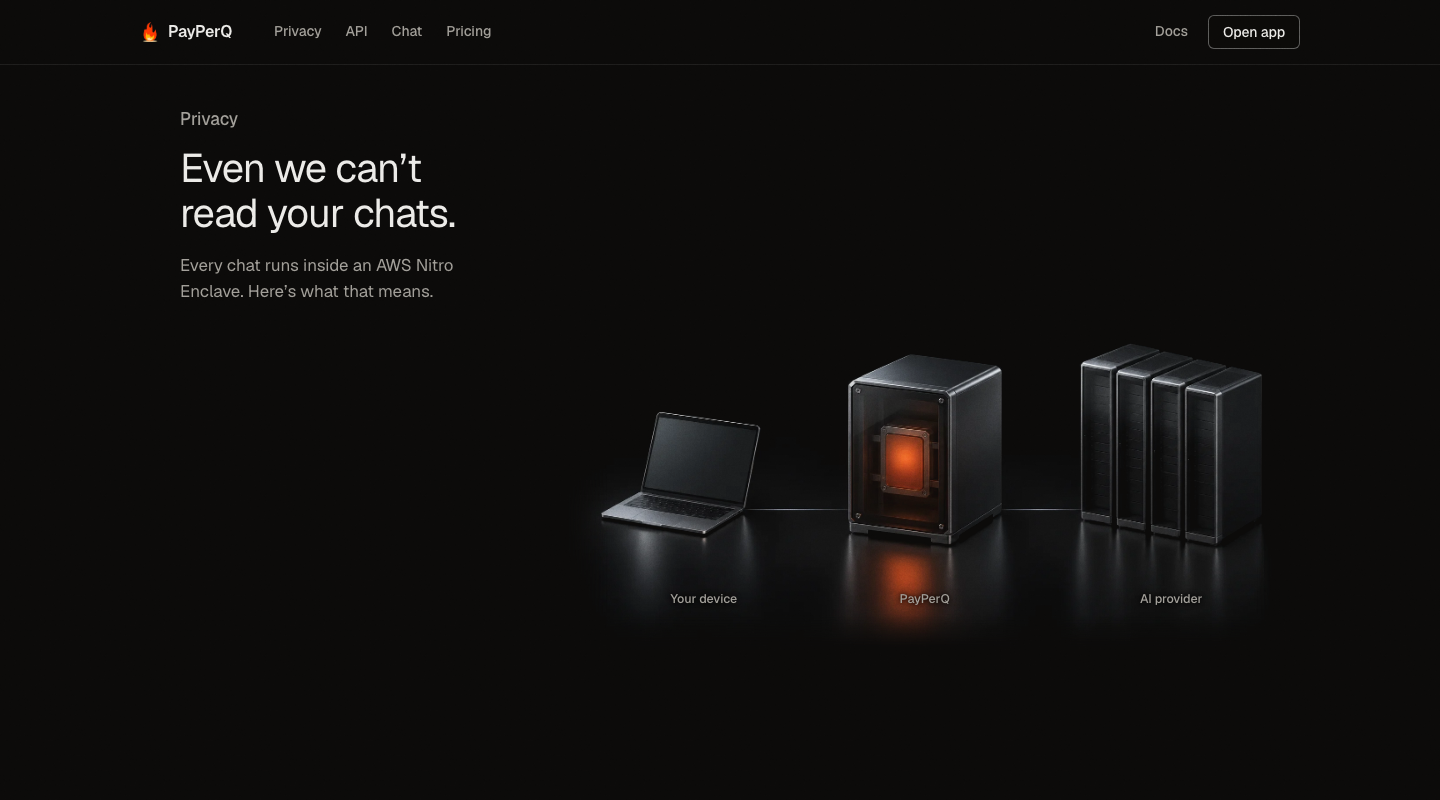 PayPerQ
Privacy
API
Chat
Pricing
Docs
Open app
Privacy
Even we can’t
read your chats.
Every chat runs inside an AWS Nitro
Enclave. Here’s what that means.
Your device
PayPerQ
AI provider